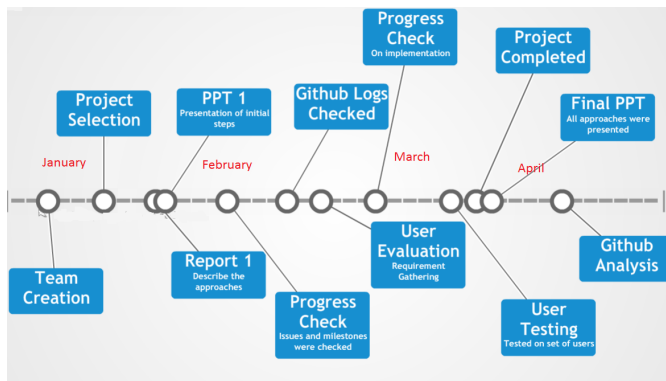 Progress
Check
On implementation
Project
Completed
Project
Selection
PPT 1
Presentation of initial
steps
Github Logs
Checked
Final PPT
All approaches were
presented
January
February
March
April
Team
Creation
Report 1
Describe the
approaches
Progress
Check
Issues and milestones
were checked
User
Evaluation
Requirement
Gathering
User
Testing
Tested on set of users
Github
Analysis